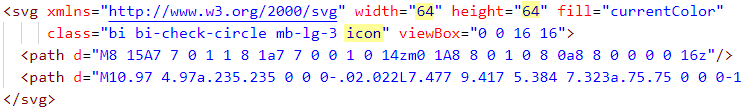 <svg xmlns="http://www.w3.org/2000/svg" width="64" height="64" fill="currentColor"
class="bi bi-check-circle mb-lg-3 icon" viewBox="0 0 16 16">
<path d="M8 15A7 7 0 1 1 8 1a7 7 0 0 1 0 14zm0 1A8 8 0 1 0 8 0a8 8 0 0 0 0 16z"/>
<path d="M10.97 4.97a.235.235 0 0 0-.02.022L7.477 9.417 5.384 7.323a.75.75 0 0 0-1
</svg>